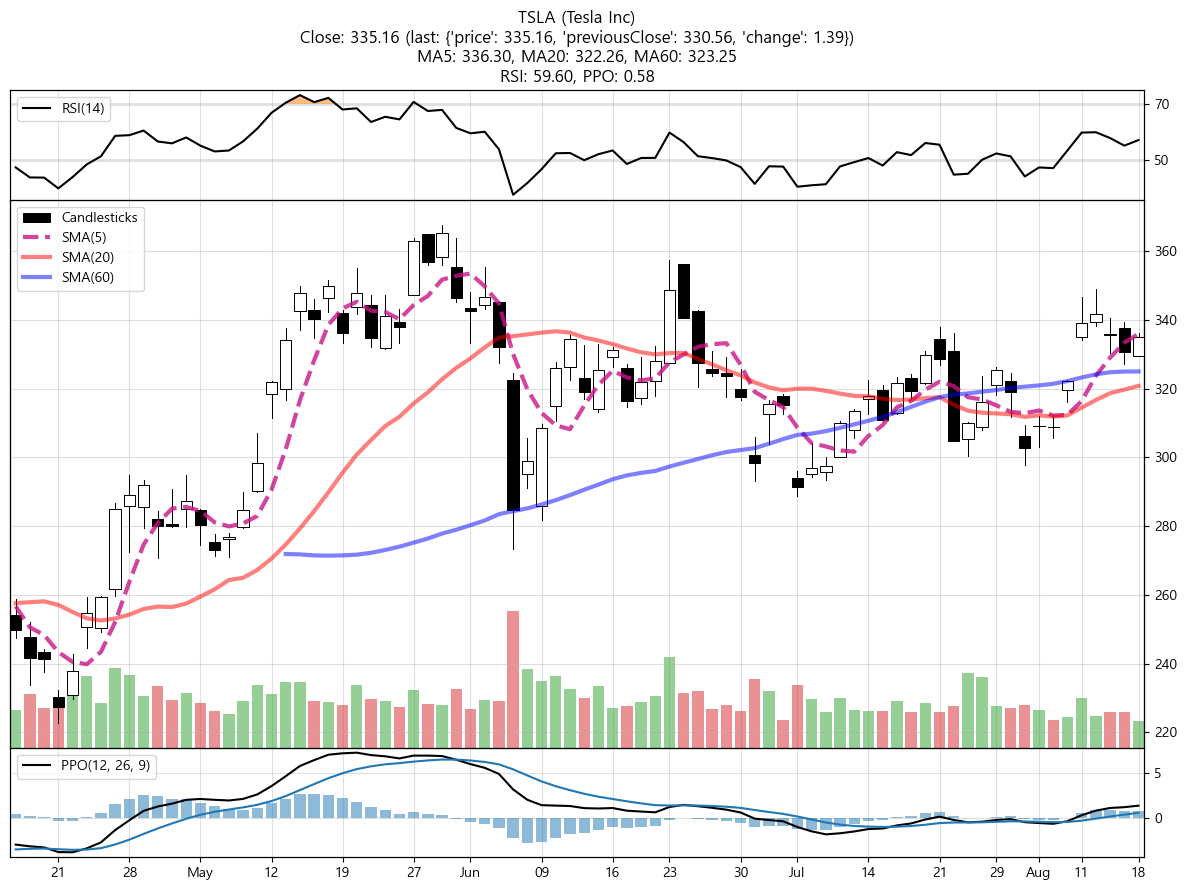 TSLA (Tesla Inc)
Close: 335.16 (last: {'price': 335.16, 'previousClose': 330.56, 'change': 1.39})
MA5: 336.30, MA20: 322.26, MA60: 323.25
RSI: 59.60, PPO: 0.58
RSI(14)
70
50
Candlesticks
SMA(5)
SMA(20)
SMA(60)
360
340
320
300
280
260
240
220
PPO(12, 26, 9)
5
0
21 28 May 12 19 27 Jun 09 16 23 30 Jul 14 21 29 Aug 11 18